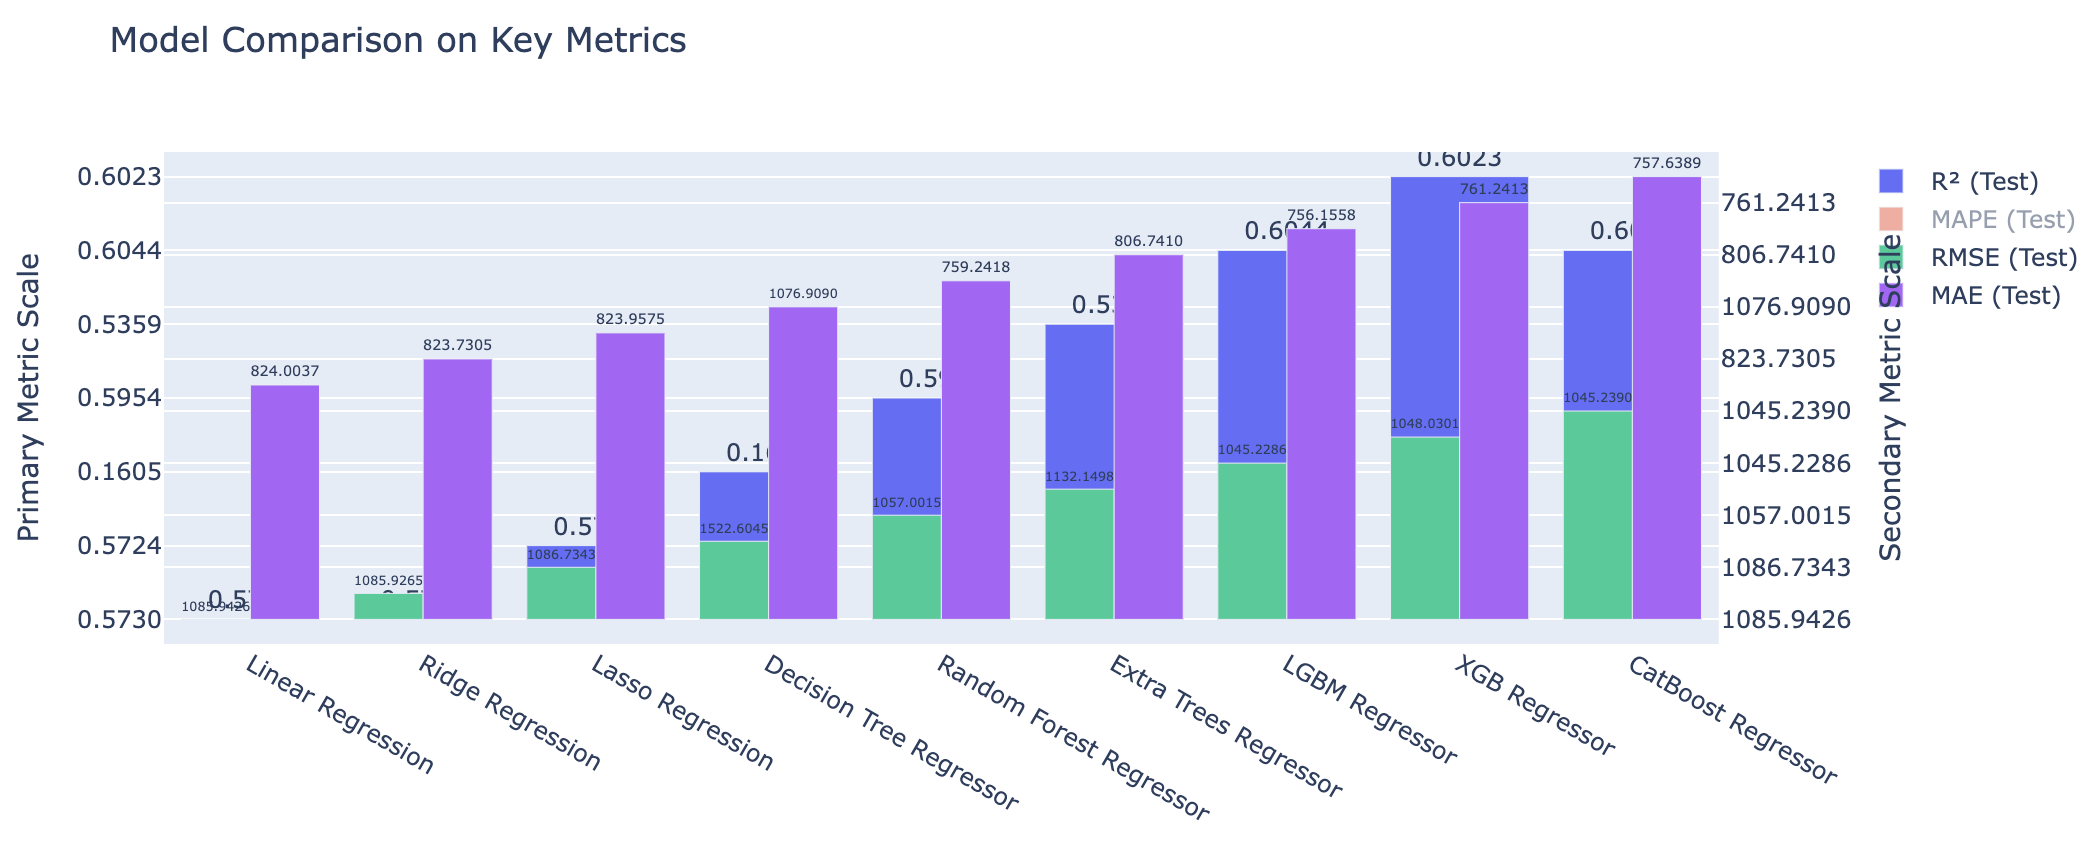 Model Comparison on Key Metrics
Primary Metric Scale
0.6023
0.6044
0.5359
0.5954
0.1605
0.5724
0.5730
0.6023
757.6389
761.2413
756.1558
806.7410
759.2418
1076.9090
823.9575
823.7305
824.0037
1045.2390
1048.0301
1045.2286
1132.1498
1057.0015
1522.6045
1086.7343
1085.9265
1085.9426
0.6044
761.2413
806.7410
1076.9090
823.7305
1045.2390
1045.2286
1057.0015
1086.7343
1085.9426
Secondary Metric Scale
R² (Test)
MAPE (Test)
RMSE (Test)
MAE (Test)
Linear Regression
Ridge Regression
Lasso Regression
Decision Tree Regressor
Random Forest Regressor
Extra Trees Regressor
LGBM Regressor
XGB Regressor
CatBoost Regressor